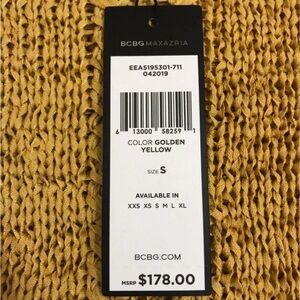 BCBGMAXAZRIA
EEA5195301-711
042019
6 13000 58259 1
COLOR GOLDEN
YELLOW
SIZE S
AVAILABLE IN
XXS XS S M L XL
BCBG.COM
MSRP $178.00